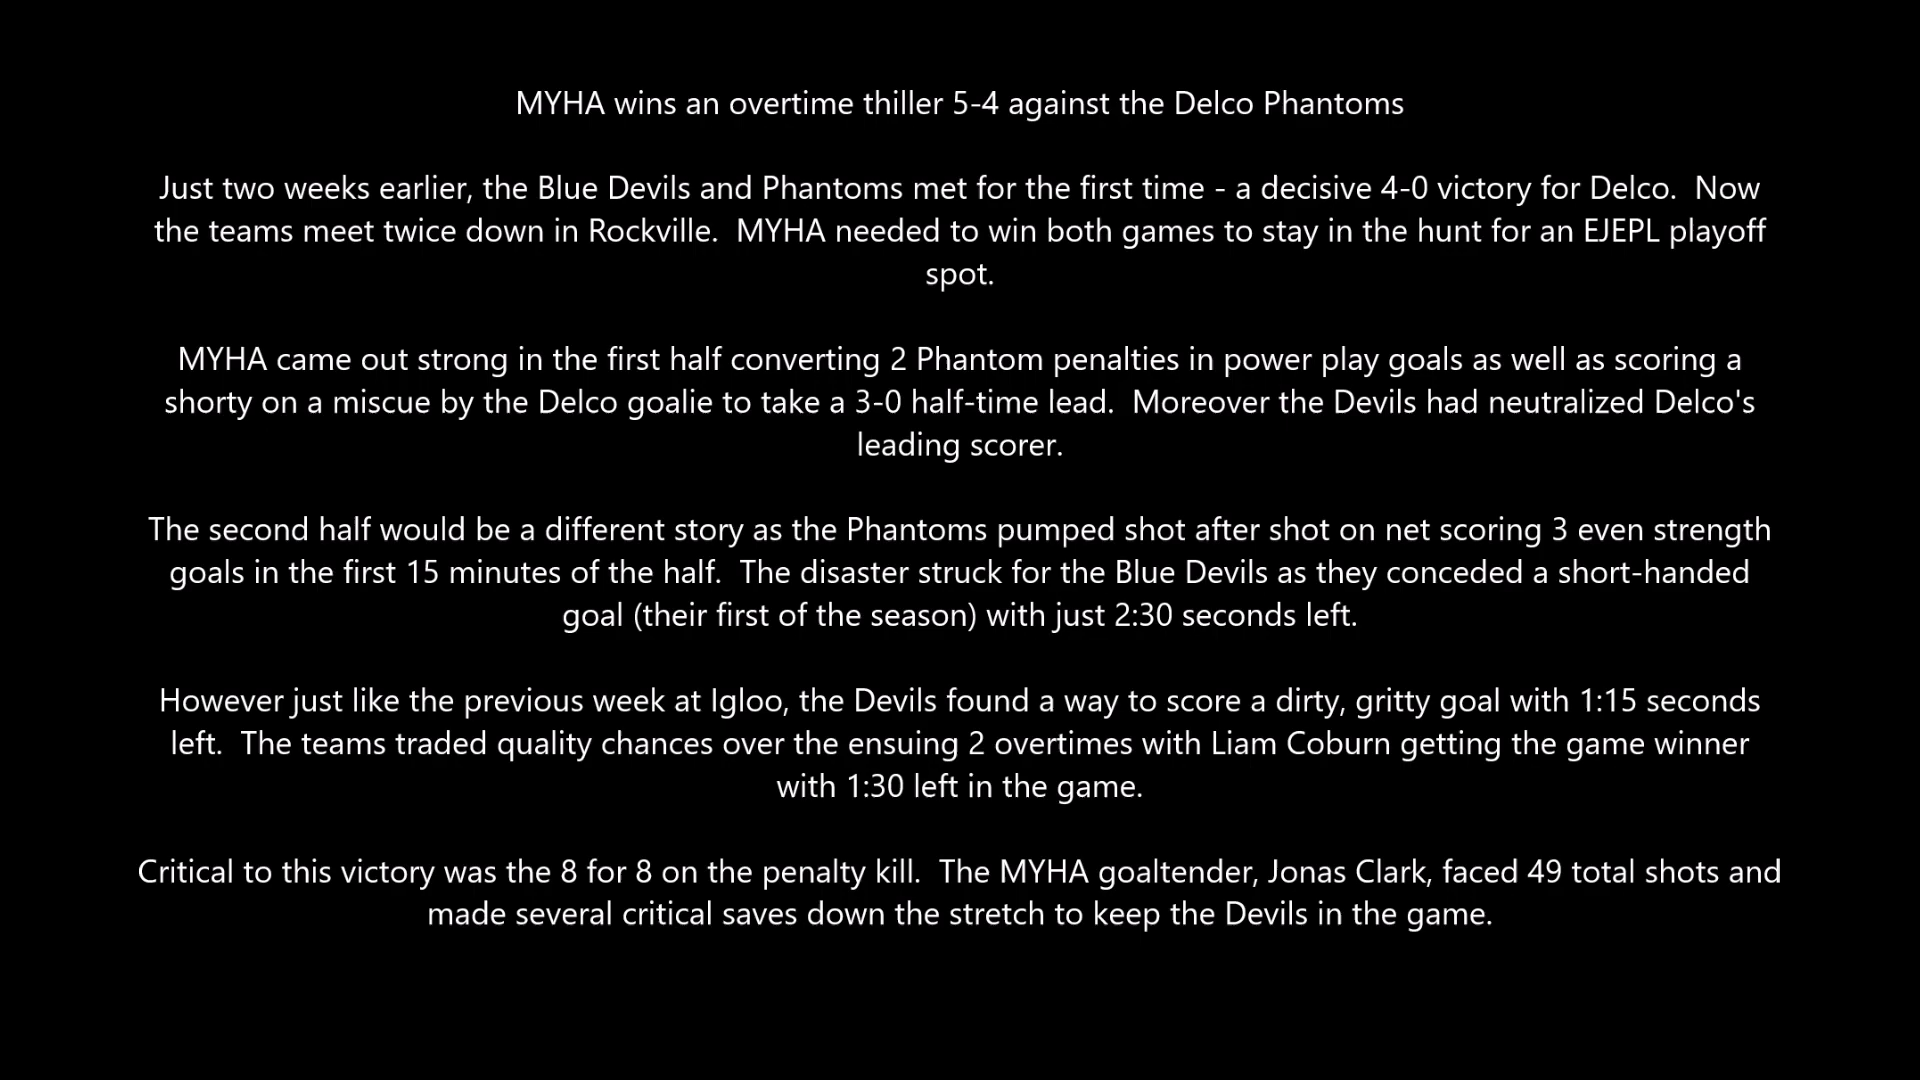 MYHA wins an overtime thiller 5-4 against the Delco Phantoms
Just two weeks earlier, the Blue Devils and Phantoms met for the first time - a decisive 4-0 victory for Delco.  Now
the teams meet twice down in Rockville.  MYHA needed to win both games to stay in the hunt for an EJEPL playoff
spot.
MYHA came out strong in the first half converting 2 Phantom penalties in power play goals as well as scoring a
shorty on a miscue by the Delco goalie to take a 3-0 half-time lead.  Moreover the Devils had neutralized Delco's
leading scorer.
The second half would be a different story as the Phantoms pumped shot after shot on net scoring 3 even strength
goals in the first 15 minutes of the half.  The disaster struck for the Blue Devils as they conceded a short-handed
goal (their first of the season) with just 2:30 seconds left.
However just like the previous week at Igloo, the Devils found a way to score a dirty, gritty goal with 1:15 seconds
left.  The teams traded quality chances over the ensuing 2 overtimes with Liam Coburn getting the game winner
with 1:30 left in the game.
Critical to this victory was the 8 for 8 on the penalty kill.  The MYHA goaltender, Jonas Clark, faced 49 total shots and
made several critical saves down the stretch to keep the Devils in the game.